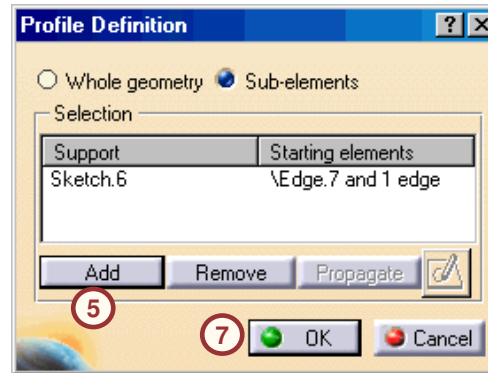 Profile Definition
Whole geometry Sub-elements
Selection
Support Starting elements
Sketch.6 \Edge.7 and 1 edge
Add Remove Propagate
5
7 OK Cancel